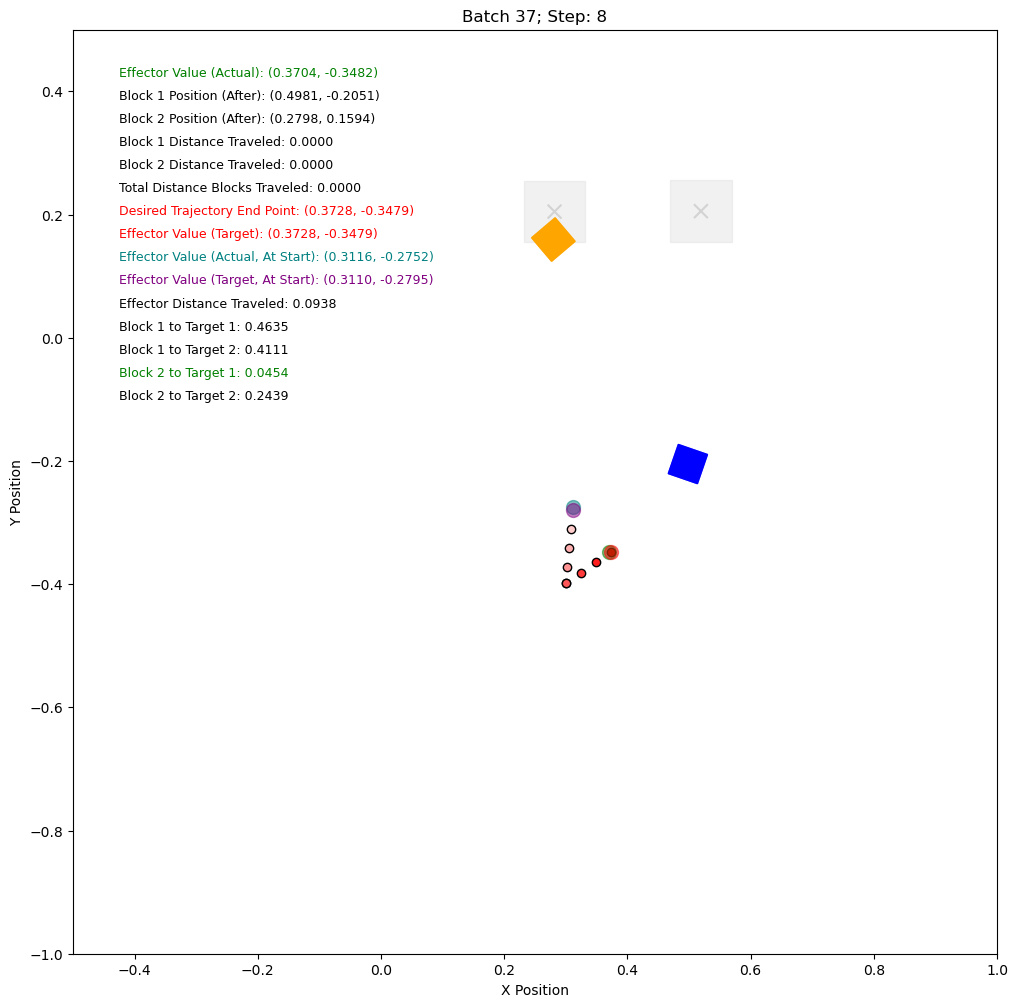 Batch 37; Step: 8
Effector Value (Actual): (0.3704, -0.3482)
Block 1 Position (After): (0.4981, -0.2051)
Block 2 Position (After): (0.2798, 0.1594)
Block 1 Distance Traveled: 0.0000
Block 2 Distance Traveled: 0.0000
Total Distance Blocks Traveled: 0.0000
Desired Trajectory End Point: (0.3728, -0.3479)
Effector Value (Target): (0.3728, -0.3479)
Effector Value (Actual, At Start): (0.3116, -0.2752)
Effector Value (Target, At Start): (0.3110, -0.2795)
Effector Distance Traveled: 0.0938
Block 1 to Target 1: 0.4635
Block 1 to Target 2: 0.4111
Block 2 to Target 1: 0.0454
Block 2 to Target 2: 0.2439
Y Position
0.4
0.2
0.0
−0.2
−0.4
−0.6
−0.8
−1.0
−0.4
−0.2
0.0
0.2
0.4
0.6
0.8
1.0
X Position